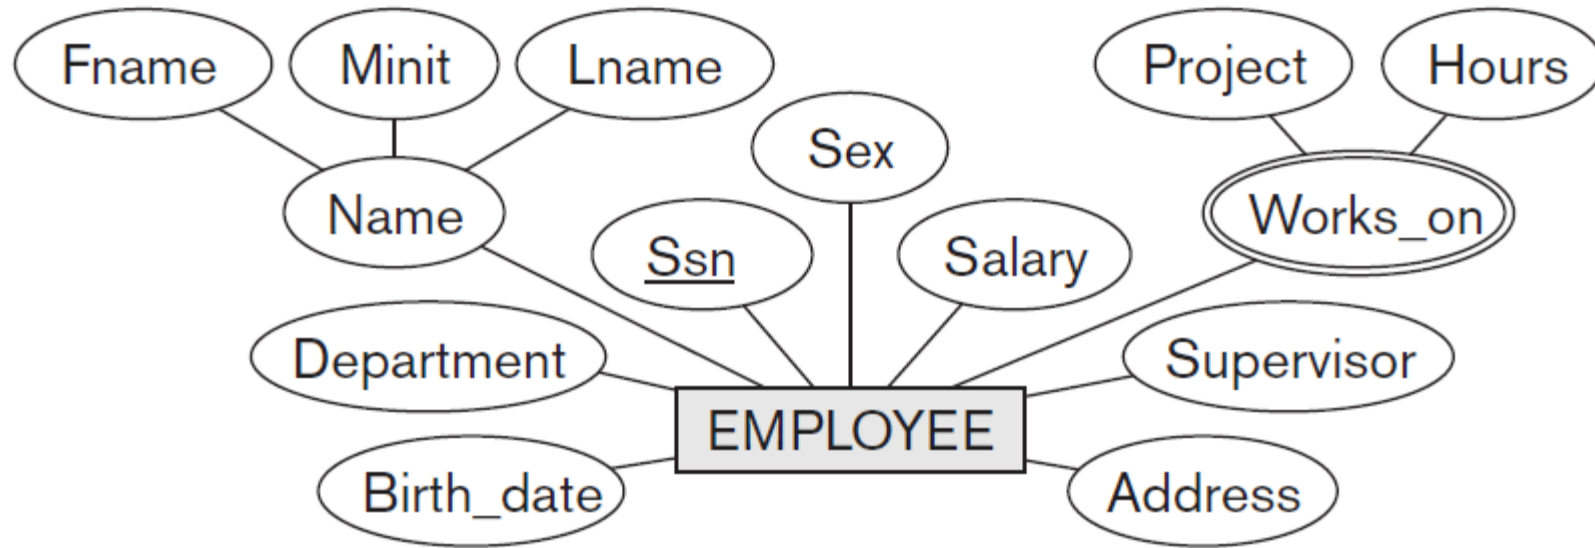 Fname
Minit
Lname
Project
Hours
Sex
Name
Works_on
Ssn
Salary
Department
Supervisor
EMPLOYEE
Birth_date
Address